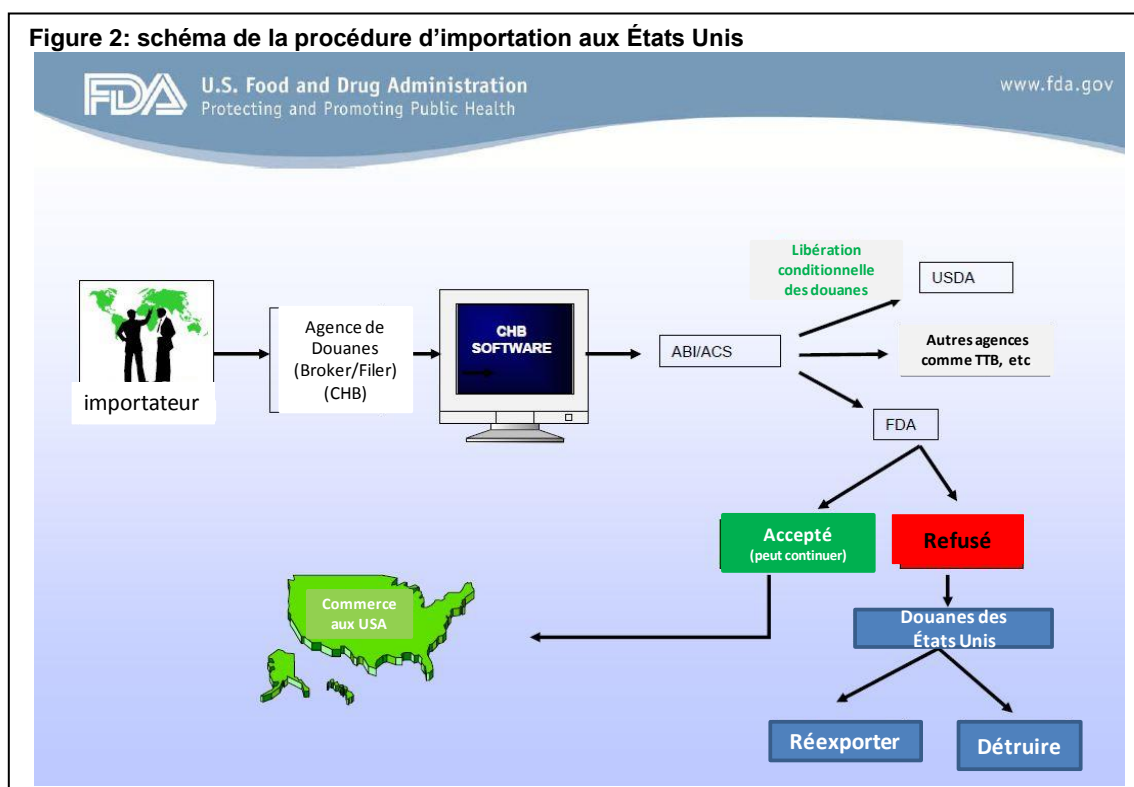 Figure 2: schéma de la procédure d’importation aux États Unis
FDA
U.S. Food and Drug Administration
Protecting and Promoting Public Health
www.fda.gov
importateur
Agence de
Douanes
(Broker/Filer)
(CHB)
CHB
SOFTWARE
ABI/ACS
Libération
conditionnelle
des douanes
USDA
Autres agences
comme TTB, etc
FDA
Accepté
(peut continuer)
Refusé
Commerce
aux USA
Douanes des
États Unis
Réexporter
Détruire